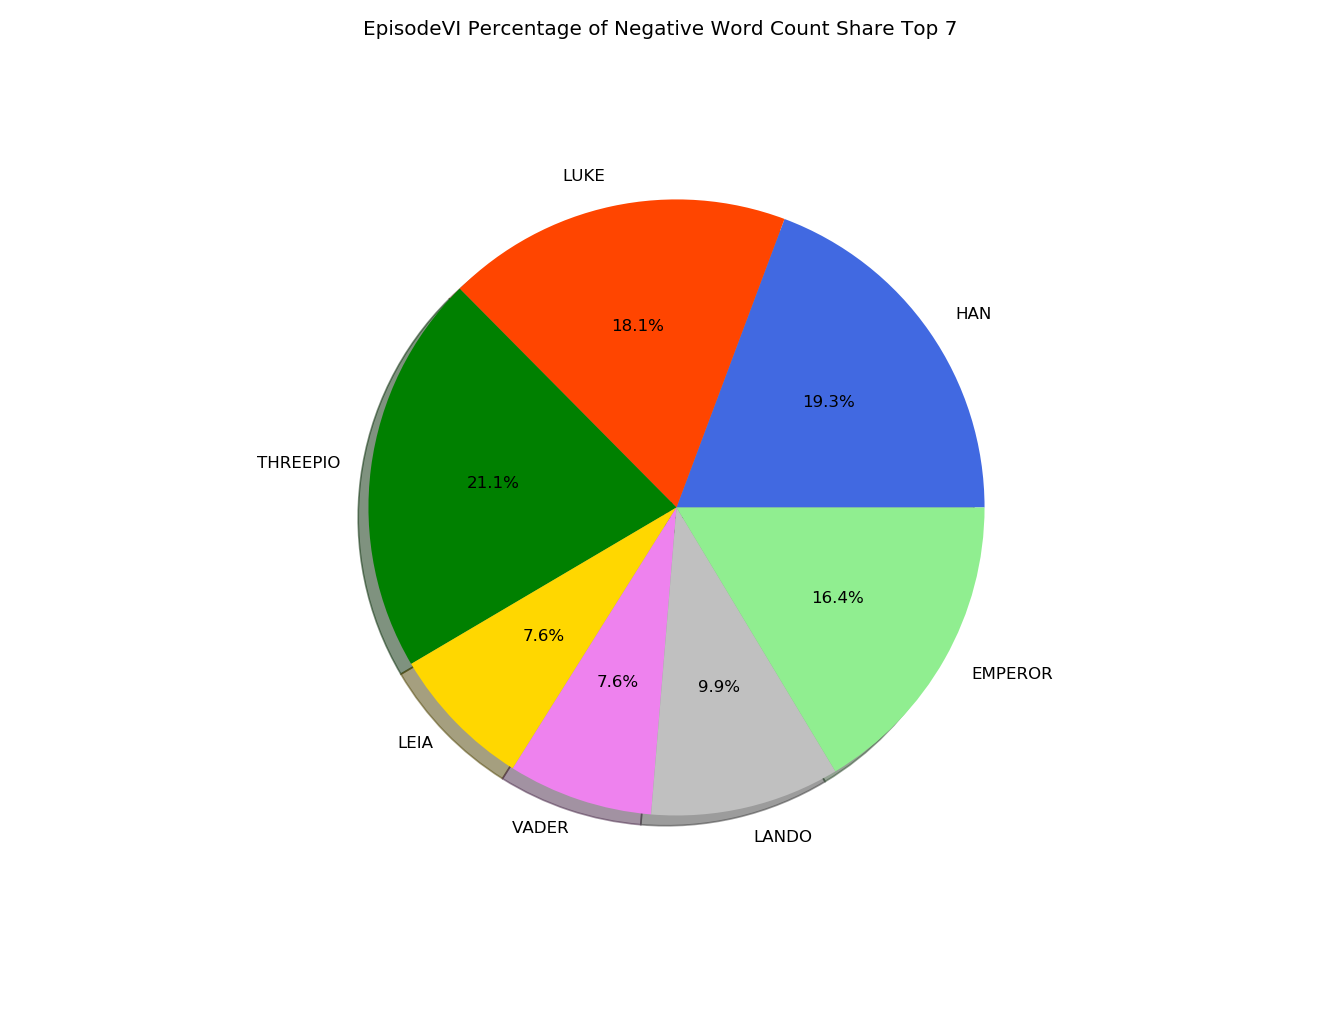 EpisodeVI Percentage of Negative Word Count Share Top 7
LUKE
HAN
18.1%
19.3%
THREEPIO
21.1%
16.4%
7.6%
EMPEROR
7.6%
9.9%
LEIA
VADER
LANDO